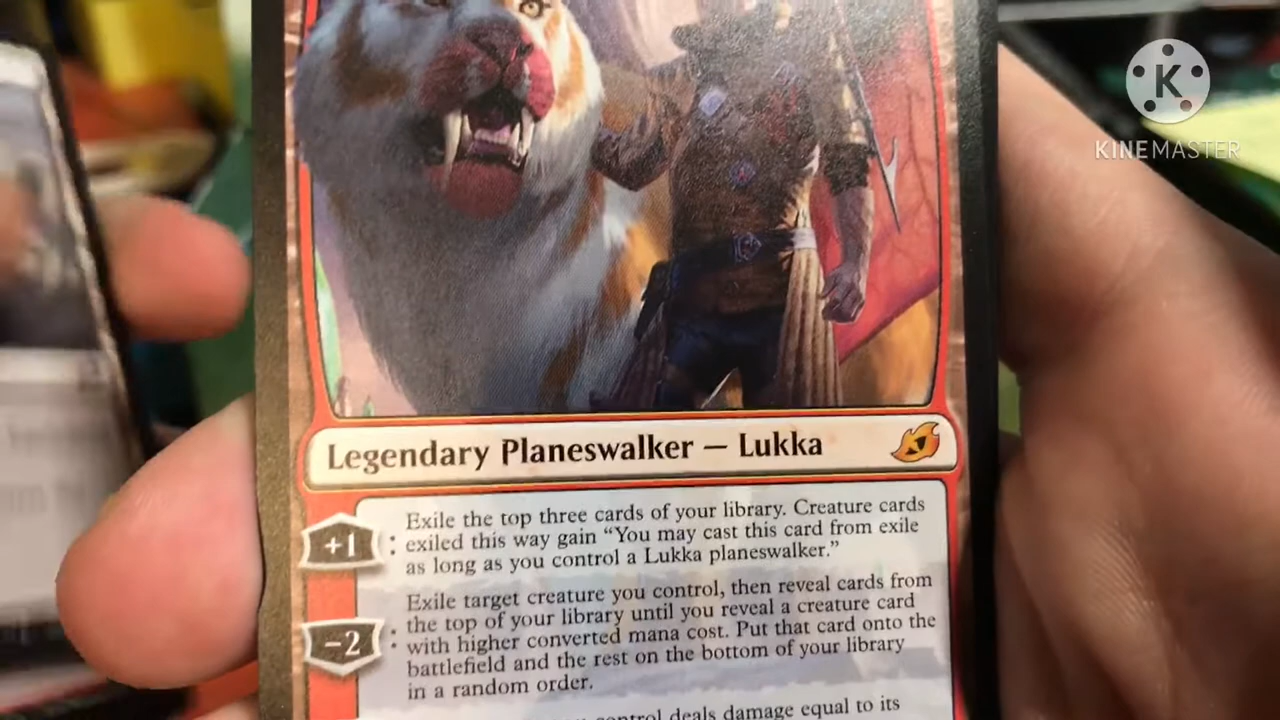 K
KINEMASTER
Legendary Planeswalker — Lukka
+1
: Exile the top three cards of your library. Creature cards
exiled this way gain “You may cast this card from exile
as long as you control a Lukka planeswalker.”
−2
: Exile target creature you control, then reveal cards from
the top of your library until you reveal a creature card
with higher converted mana cost. Put that card onto the
battlefield and the rest on the bottom of your library
in a random order.
control deals damage equal to its